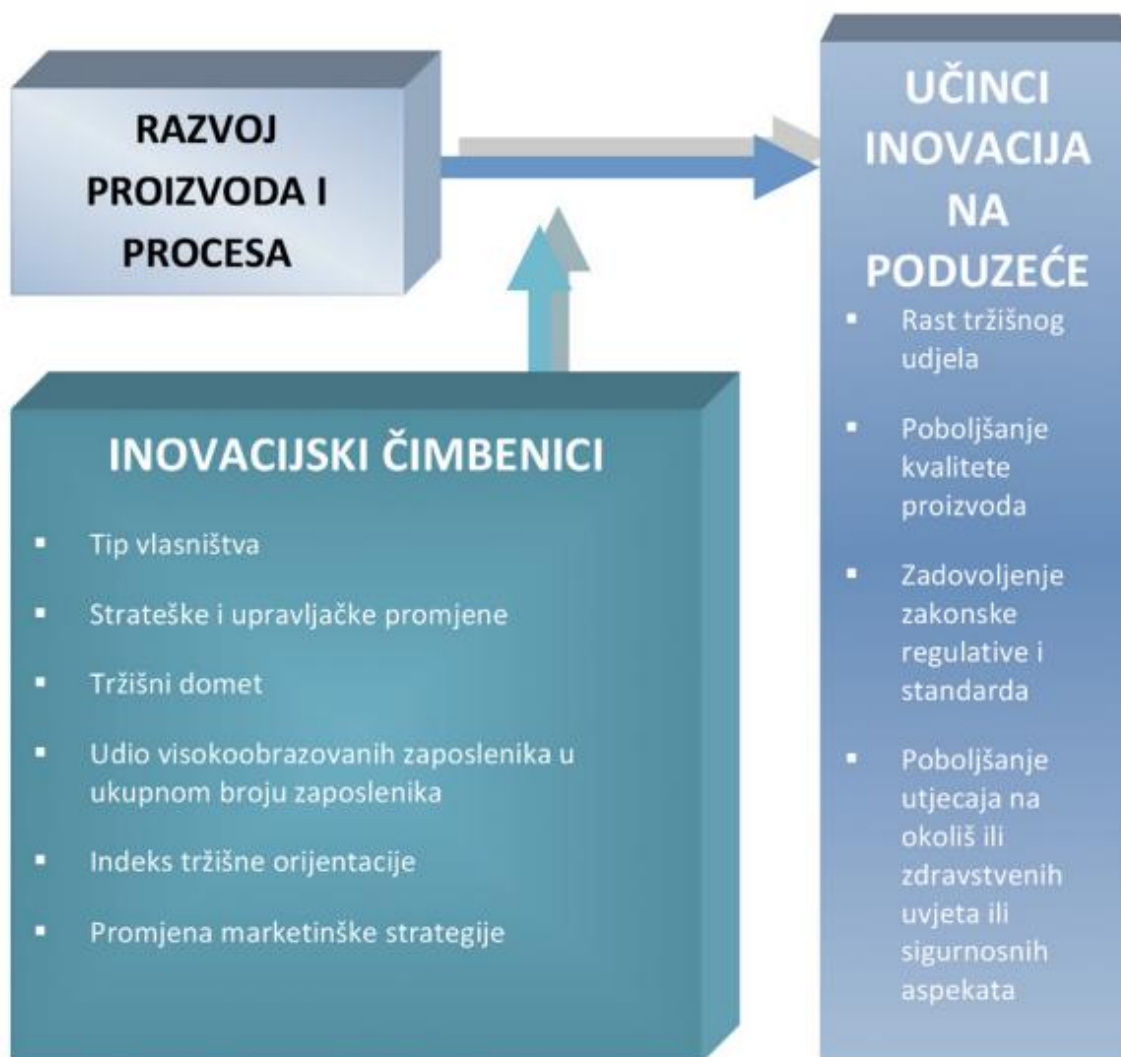 RAZVOJ
PROIZVODA I
PROCESA
INOVACIJSKI ČIMBENICI
▪ Tip vlasništva
▪ Strateške i upravljačke promjene
▪ Tržišni domet
▪ Udio visokoobrazovanih zaposlenika u
ukupnom broju zaposlenika
▪ Indeks tržišne orijentacije
▪ Promjena marketinške strategije
UČINCI
INOVACIJA
NA
PODUZEĆE
▪ Rast tržišnog
udjela
▪ Poboljšanje
kvalitete
proizvoda
▪ Zadovoljenje
zakonske
regulative i
standarda
▪ Poboljšanje
utjecaja na
okoliš ili
zdravstvenih
uvjeta ili
sigurnosnih
aspekata